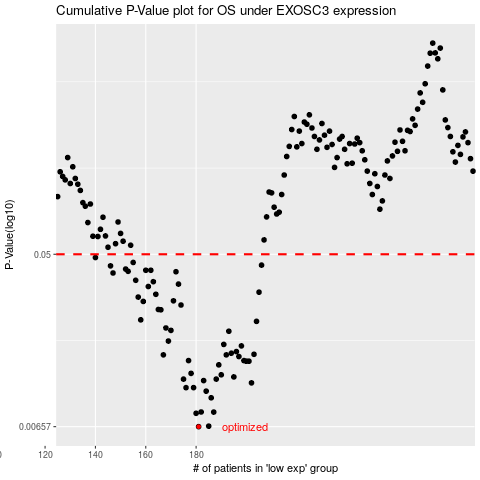 Cumulative P-Value plot for OS under EXOSC3 expression
P-Value(log10)
0.05
0.00657
optimized
0 120 140 160 180
# of patients in 'low exp' group